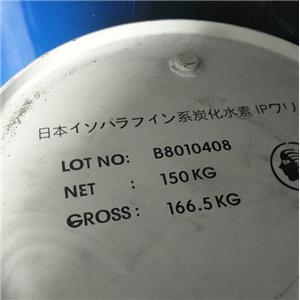 日本イソパラフイン系炭化水素 IPワリ
LOT NO: B8010408
NET : 150 KG
GROSS: 166.5 KG